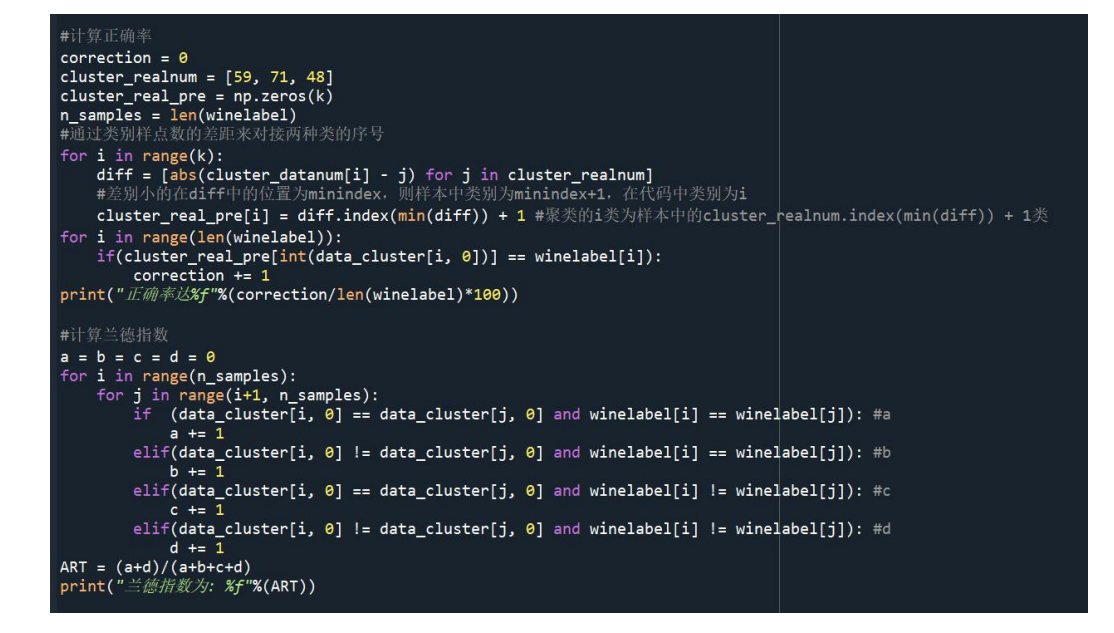 #计算正确率
correction = 0
cluster_realnum = [59, 71, 48]
cluster_real_pre = np.zeros(k)
n_samples = len(winelabel)
#通过类别样点数的差距来对接两种类的序号
for i in range(k):
    diff = [abs(cluster_datanum[i] - j) for j in cluster_realnum]
    #差别小的在diff中的位置为minindex，则样本中类别为minindex+1，在代码中类别为i
    cluster_real_pre[i] = diff.index(min(diff)) + 1 #聚类的i类为样本中的cluster_realnum.index(min(diff)) + 1类
for i in range(len(winelabel)):
    if(cluster_real_pre[int(data_cluster[i, 0])] == winelabel[i]):
        correction += 1
print("正确率达%f"%(correction/len(winelabel)*100))
#计算兰德指数
a = b = c = d = 0
for i in range(n_samples):
    for j in range(i+1, n_samples):
        if  (data_cluster[i, 0] == data_cluster[j, 0] and winelabel[i] == winelabel[j]): #a
            a += 1
        elif(data_cluster[i, 0] != data_cluster[j, 0] and winelabel[i] == winelabel[j]): #b
            b += 1
        elif(data_cluster[i, 0] == data_cluster[j, 0] and winelabel[i] != winelabel[j]): #c
            c += 1
        elif(data_cluster[i, 0] != data_cluster[j, 0] and winelabel[i] != winelabel[j]): #d
            d += 1
ART = (a+d)/(a+b+c+d)
print("兰德指数为: %f"%(ART))